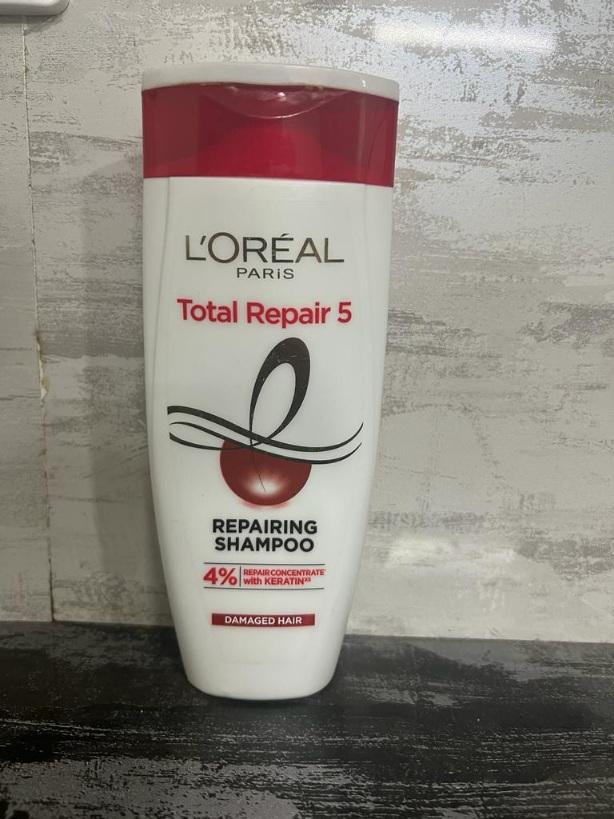 L'ORÉAL
PARIS
Total Repair 5
REPAIRING
SHAMPOO
4%
REPAIR CONCENTRATE
with KERATIN
DAMAGED HAIR